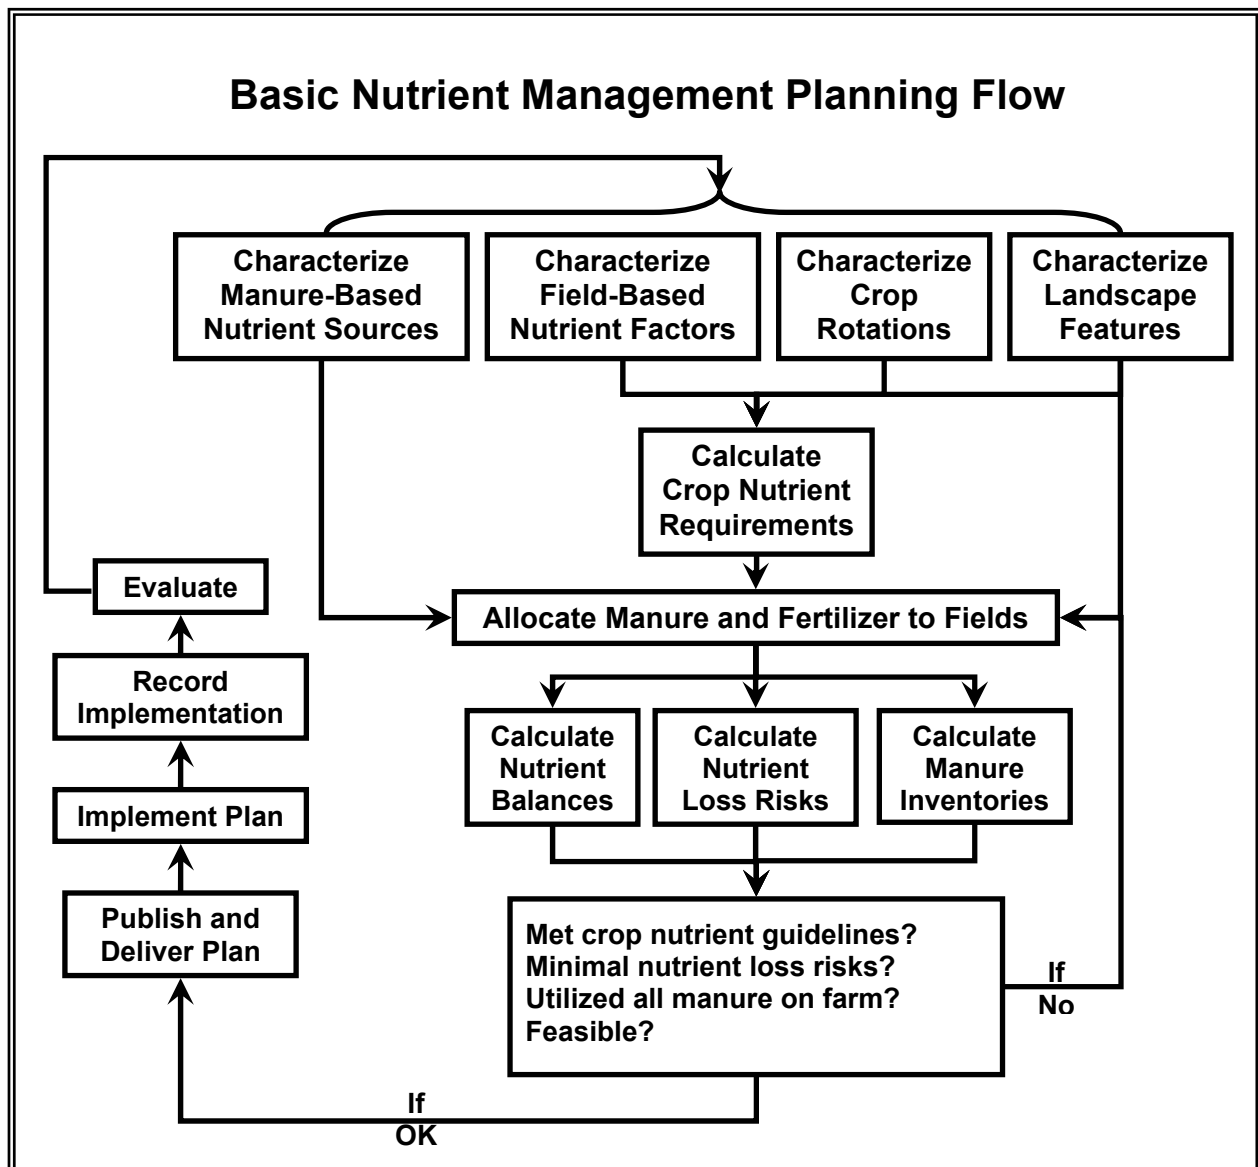 Basic Nutrient Management Planning Flow
Characterize
Manure-Based
Nutrient Sources
Characterize
Field-Based
Nutrient Factors
Characterize
Crop
Rotations
Characterize
Landscape
Features
Calculate
Crop Nutrient
Requirements
Allocate Manure and Fertilizer to Fields
Calculate
Nutrient
Balances
Calculate
Nutrient
Loss Risks
Calculate
Manure
Inventories
Met crop nutrient guidelines?
Minimal nutrient loss risks?
Utilized all manure on farm?
Feasible?
If
No
If
OK
Publish and
Deliver Plan
Implement Plan
Record
Implementation
Evaluate